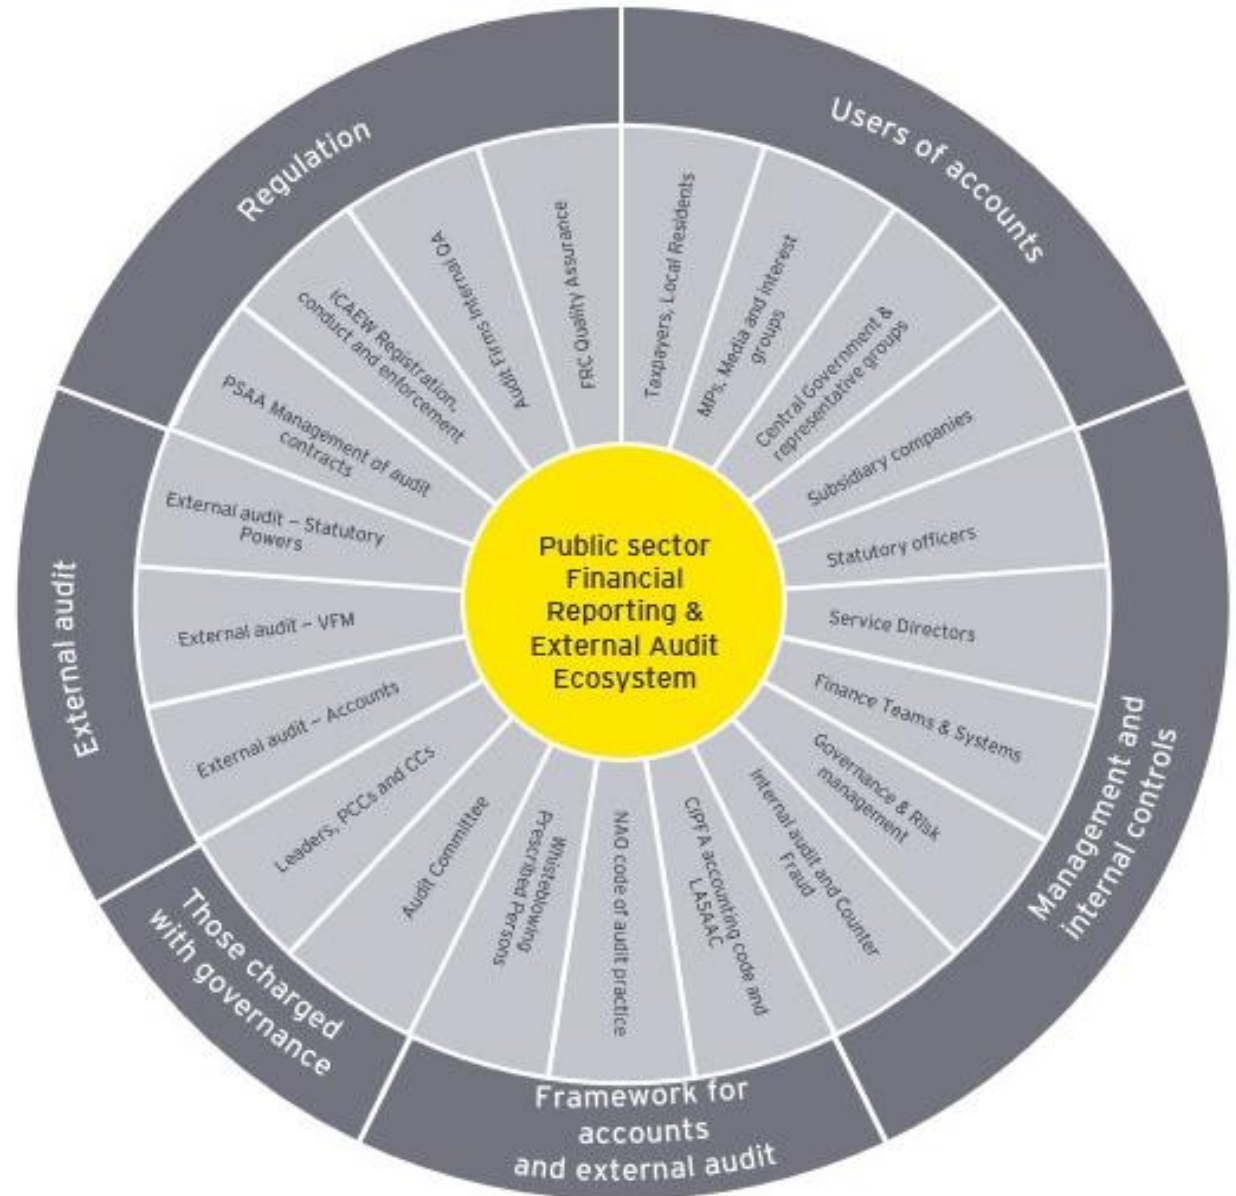 Public sector
Financial
Reporting &
External Audit
Ecosystem
Users of accounts
Taxpayers, Local Residents
MPs, Media and interest
groups
Central Government &
representative groups
Subsidiary companies
Management and
internal controls
Statutory officers
Service Directors
Finance Teams & Systems
Governance & Risk
management
Internal audit and Counter
Fraud
Framework for
accounts
and external audit
CIPFA accounting code and
LASAAC
NAO code of audit practice
Whisteblowing
Prescribed Persons
Those charged
with governance
Audit Committee
Leaders, PCCs and CCs
External audit
External audit – Accounts
External audit – VFM
External audit – Statutory
Powers
Regulation
PSAA Management of audit
contracts
ICAEW Registration,
conduct and enforcement
Audit Firms Internal QA
FRC Quality Assurance